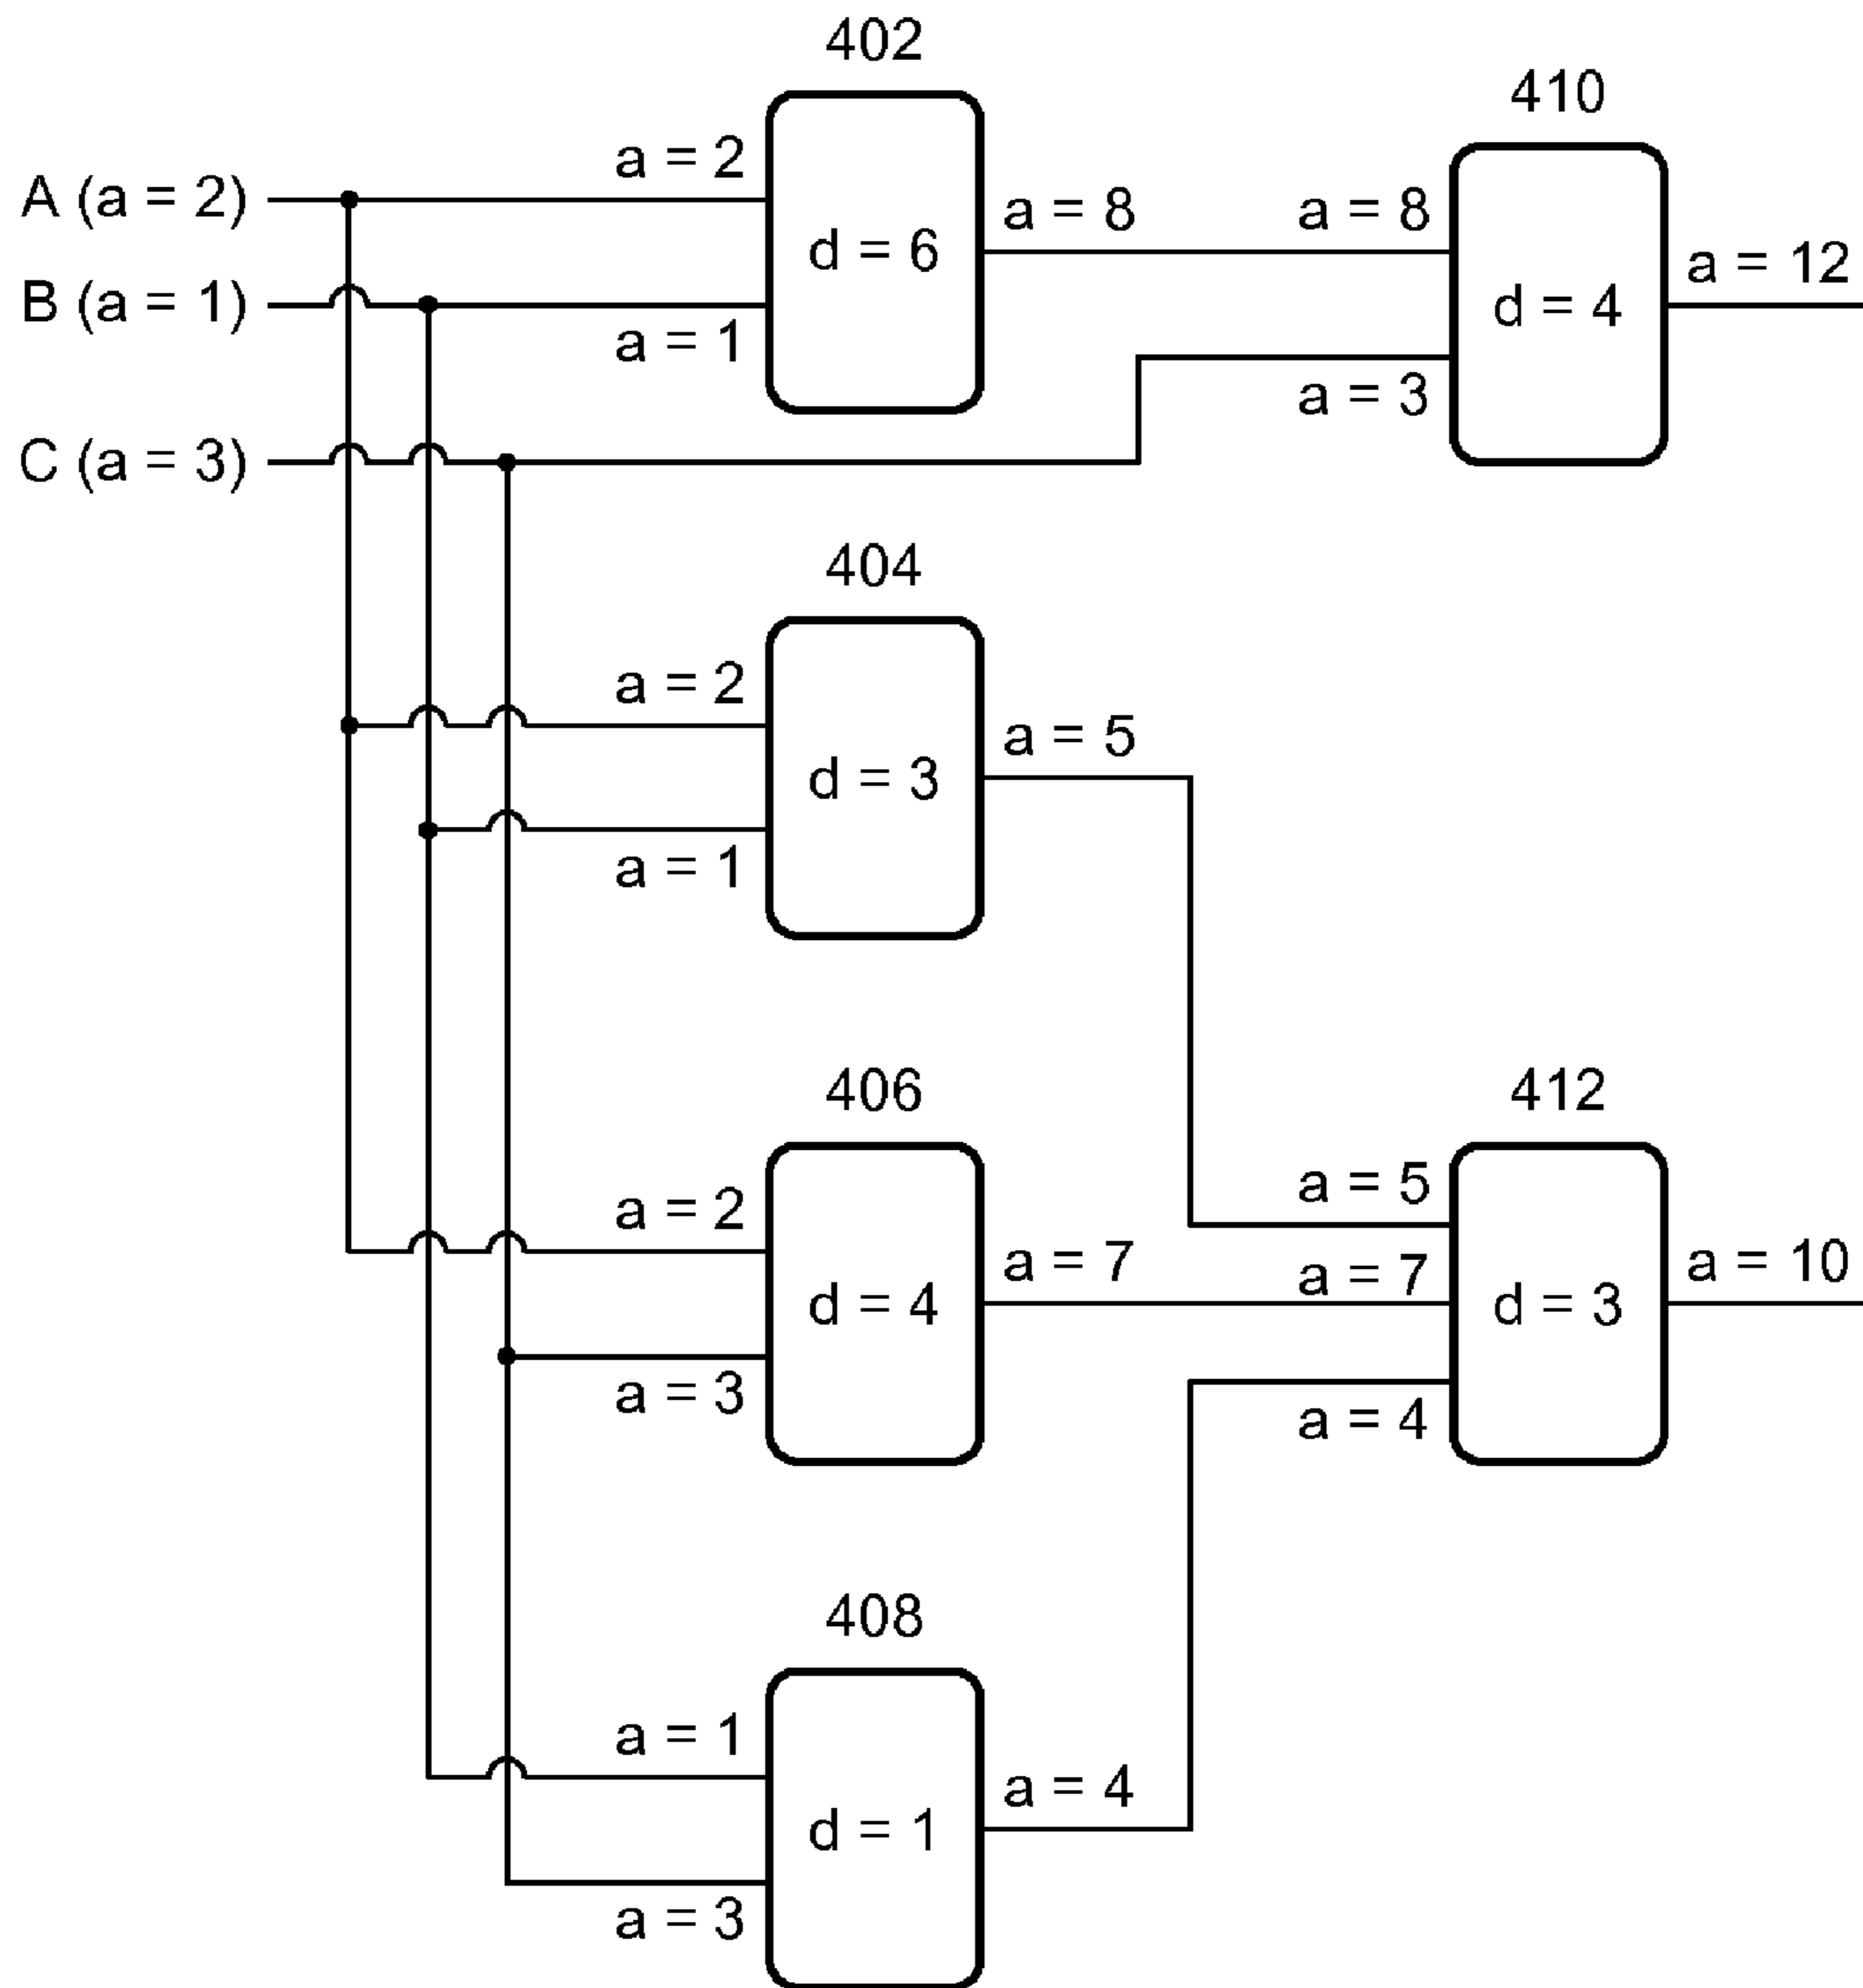 402
410
a = 2
A (a = 2)
a = 8
a = 8
d = 6
d = 4
a = 12
B (a = 1)
a = 1
a = 3
C (a = 3)
404
a = 2
a = 5
d = 3
a = 1
406
412
a = 2
a = 5
a = 7
a = 7
a = 10
d = 4
d = 3
a = 3
a = 4
408
a = 1
a = 4
d = 1
a = 3